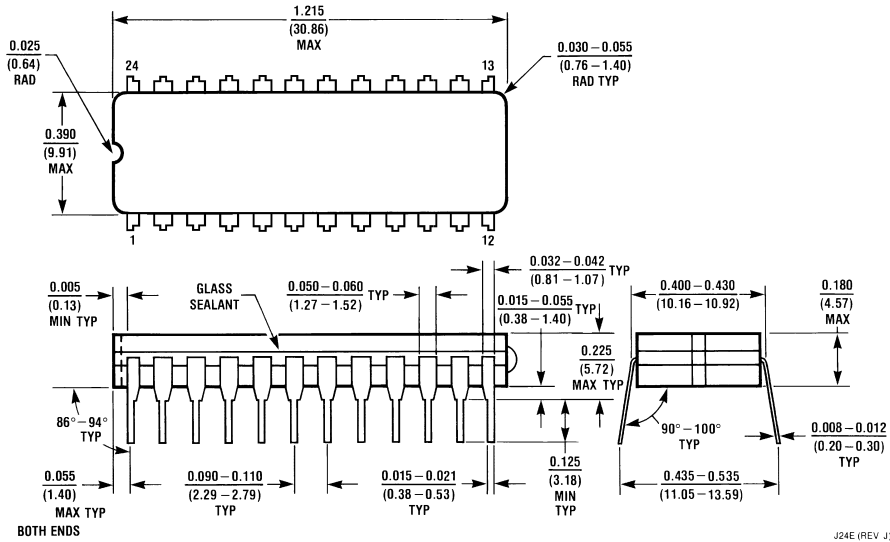 1.215
(30.86)
MAX
0.025
(0.64)
RAD
24
13
0.030 – 0.055
(0.76 – 1.40)
RAD TYP
0.390
(9.91)
MAX
1
12
0.005
(0.13)
MIN TYP
GLASS
SEALANT
0.050 – 0.060
(1.27 – 1.52)
TYP
0.032 – 0.042
(0.81 – 1.07)
TYP
0.015 – 0.055
(0.38 – 1.40)
TYP
0.400 – 0.430
(10.16 – 10.92)
0.180
(4.57)
MAX
0.225
(5.72)
MAX TYP
86° – 94°
TYP
90° – 100°
TYP
0.008 – 0.012
(0.20 – 0.30)
TYP
0.055
(1.40)
MAX TYP
BOTH ENDS
0.090 – 0.110
(2.29 – 2.79)
TYP
0.015 – 0.021
(0.38 – 0.53)
TYP
0.125
(3.18)
MIN
TYP
0.435 – 0.535
(11.05 – 13.59)
J24E (REV J)